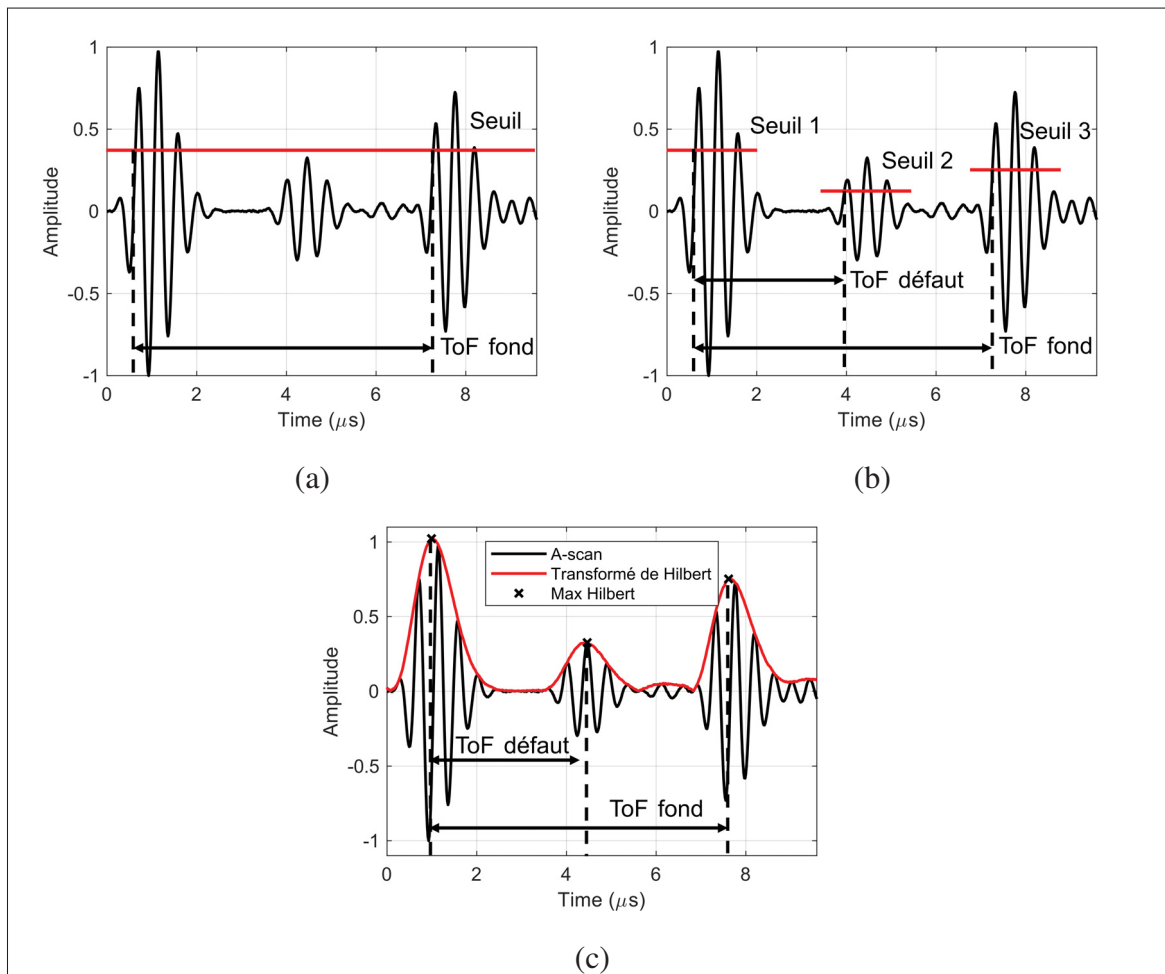 1
0.5
0
-0.5
-1
Amplitude
Seuil
ToF fond
0 2 4 6 8
Time (μs)
(a)
1
0.5
0
-0.5
-1
Amplitude
Seuil 1
Seuil 2
Seuil 3
ToF défaut
ToF fond
0 2 4 6 8
Time (μs)
(b)
1
0.5
0
-0.5
-1
Amplitude
A-scan
Transformé de Hilbert
Max Hilbert
ToF défaut
ToF fond
0 2 4 6 8
Time (μs)
(c)